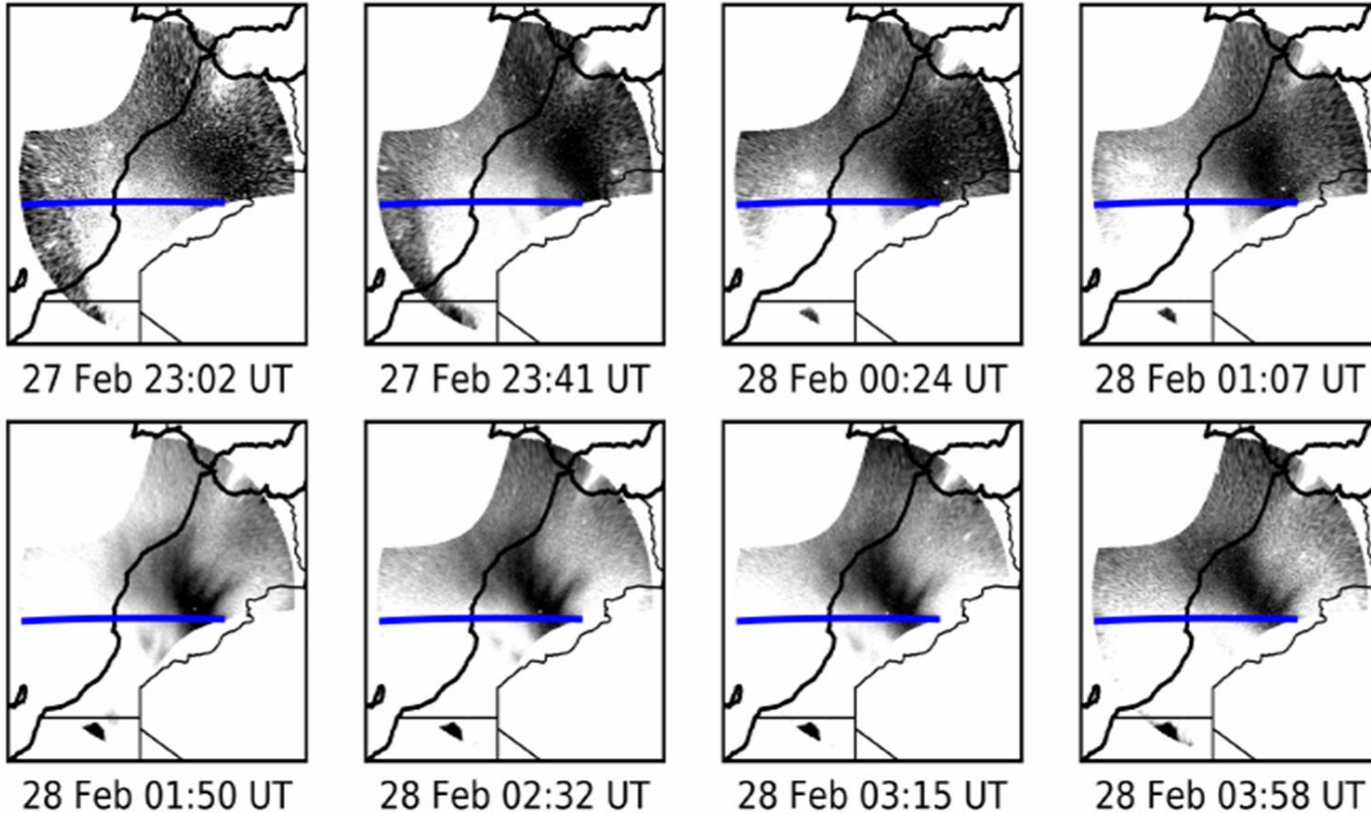 27 Feb 23:02 UT
27 Feb 23:41 UT
28 Feb 00:24 UT
28 Feb 01:07 UT
28 Feb 01:50 UT
28 Feb 02:32 UT
28 Feb 03:15 UT
28 Feb 03:58 UT